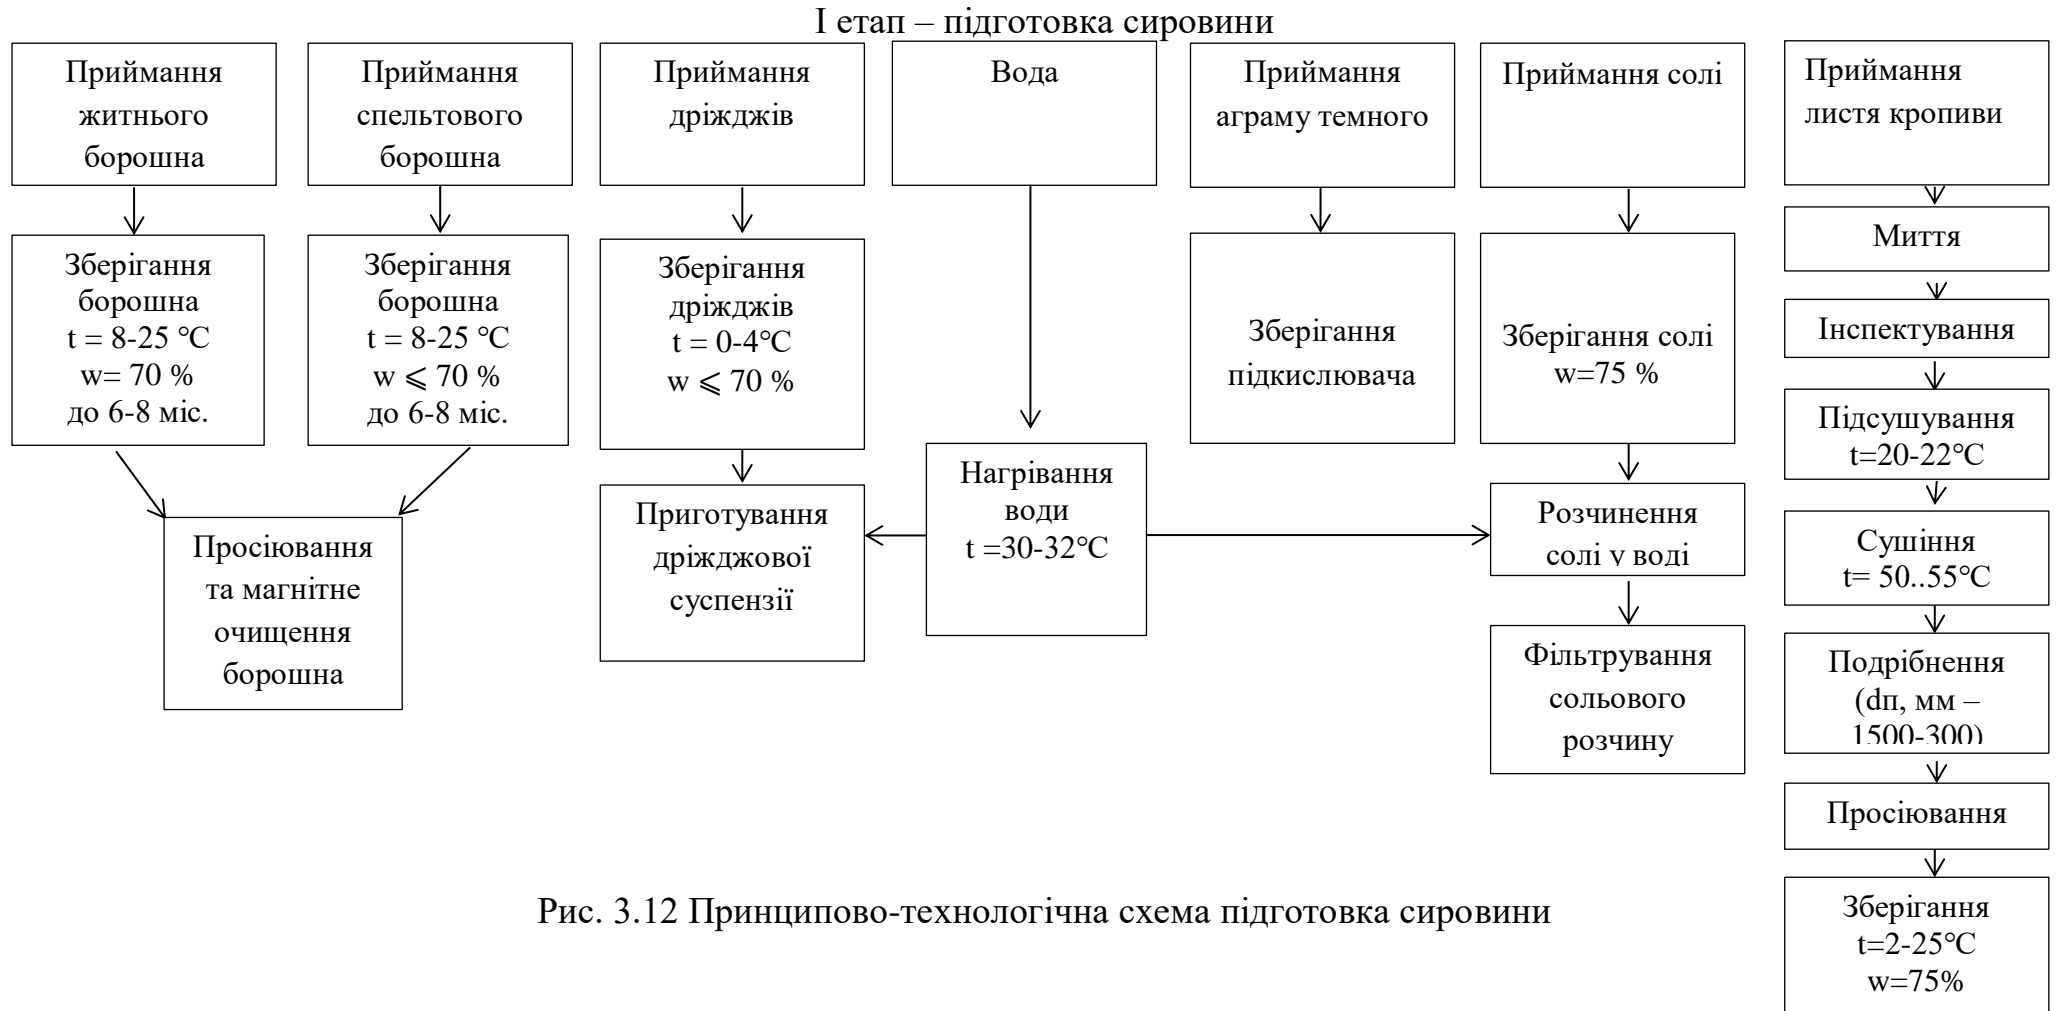 І етап – підготовка сировини
Приймання
житнього
борошна
Приймання
спельтового
борошна
Приймання
дріжджів
Вода
Приймання
аграму темного
Приймання солі
Приймання
листя кропиви
Зберігання
борошна
t = 8-25 °С
w= 70 %
до 6-8 міс.
Зберігання
борошна
t = 8-25 °С
w ⩽ 70 %
до 6-8 міс.
Зберігання
дріжджів
t = 0-4°С
w ⩽ 70 %
Зберігання
підкислювача
Зберігання солі
w=75 %
Миття
Інспектування
Підсушування
t=20-22°С
Просіювання
та магнітне
очищення
борошна
Приготування
дріжджової
суспензії
Нагрівання
води
t =30-32°С
Розчинення
солі у воді
Фільтрування
сольового
розчину
Сушіння
t= 50..55°С
Подрібнення
(dп, мм –
1500-300)
Просіювання
Зберігання
t=2-25°С
w=75%
Рис. 3.12 Принципово-технологічна схема підготовка сировини